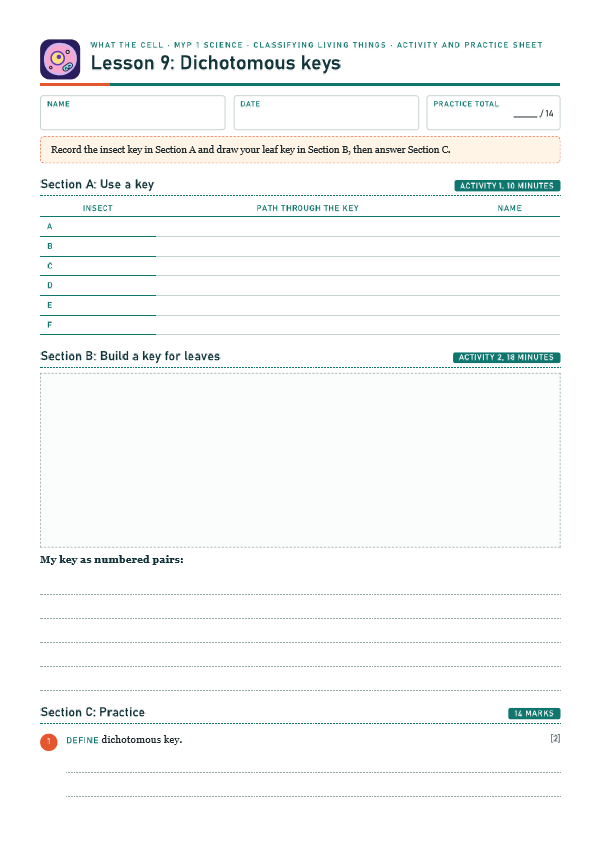 WHAT THE CELL · MYP 1 SCIENCE · CLASSIFYING LIVING THINGS · ACTIVITY AND PRACTICE SHEET
Lesson 9: Dichotomous keys
NAME
DATE
PRACTICE TOTAL
_____ / 14
Record the insect key in Section A and draw your leaf key in Section B, then answer Section C.
Section A: Use a key
ACTIVITY 1, 10 MINUTES
INSECT PATH THROUGH THE KEY NAME
A
B
C
D
E
F
Section B: Build a key for leaves
ACTIVITY 2, 18 MINUTES
My key as numbered pairs:
Section C: Practice
14 MARKS
1 DEFINE dichotomous key. [2]